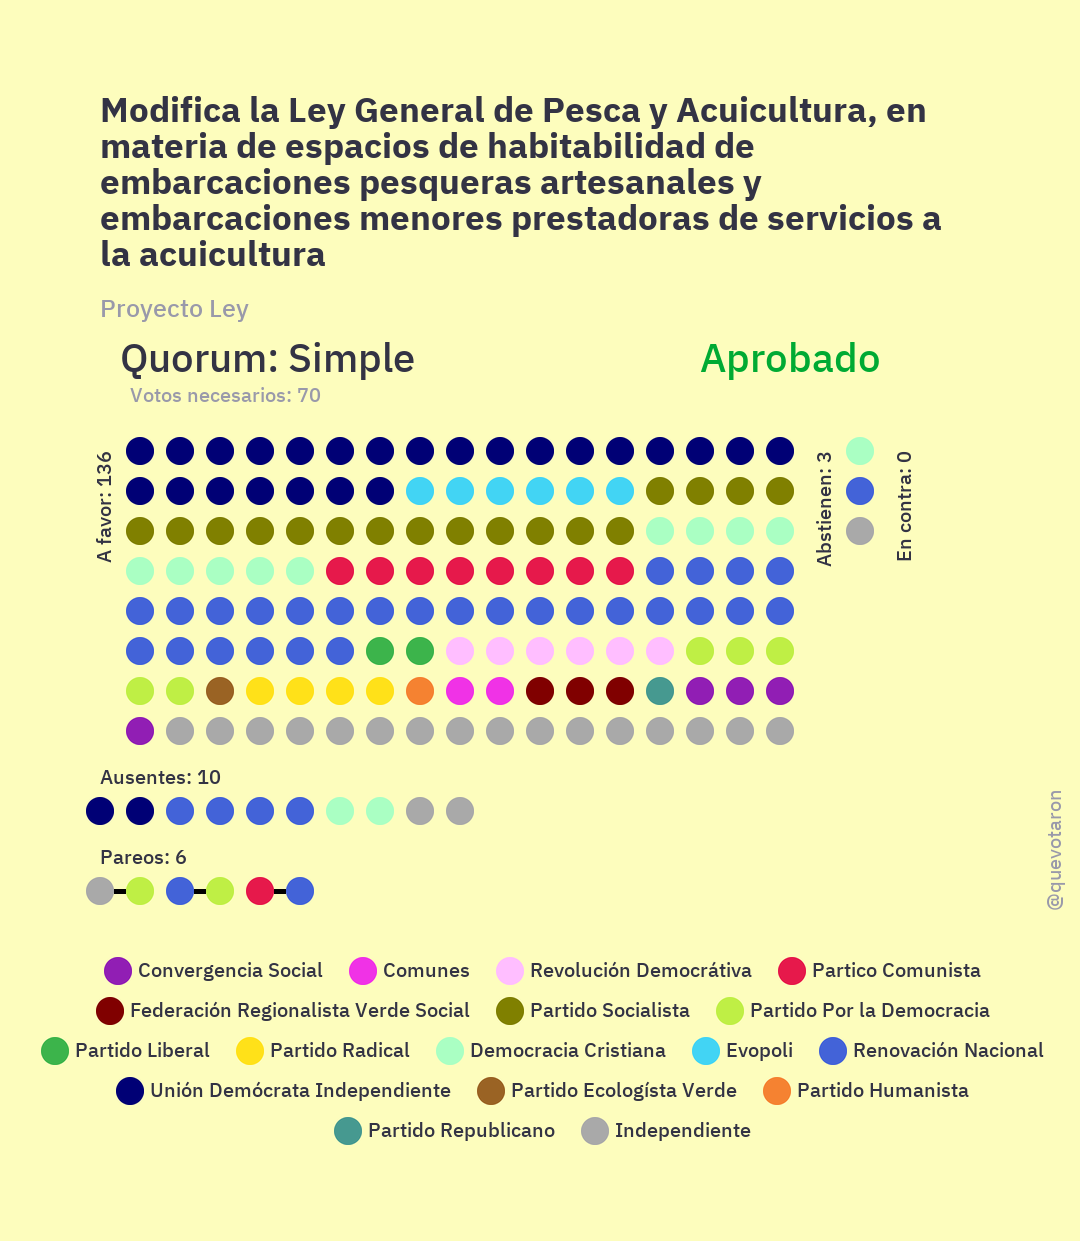 Modifica la Ley General de Pesca y Acuicultura, en
materia de espacios de habitabilidad de
embarcaciones pesqueras artesanales y
embarcaciones menores prestadoras de servicios a
la acuicultura
Proyecto Ley
Quorum: Simple
Aprobado
Votos necesarios: 70
A favor: 136
Abstienen: 3
En contra: 0
Ausentes: 10
Pareos: 6
@quevotaron
Convergencia Social
Comunes
Revolución Democrátiva
Partico Comunista
Federación Regionalista Verde Social
Partido Socialista
Partido Por la Democracia
Partido Liberal
Partido Radical
Democracia Cristiana
Evopoli
Renovación Nacional
Unión Demócrata Independiente
Partido Ecologísta Verde
Partido Humanista
Partido Republicano
Independiente